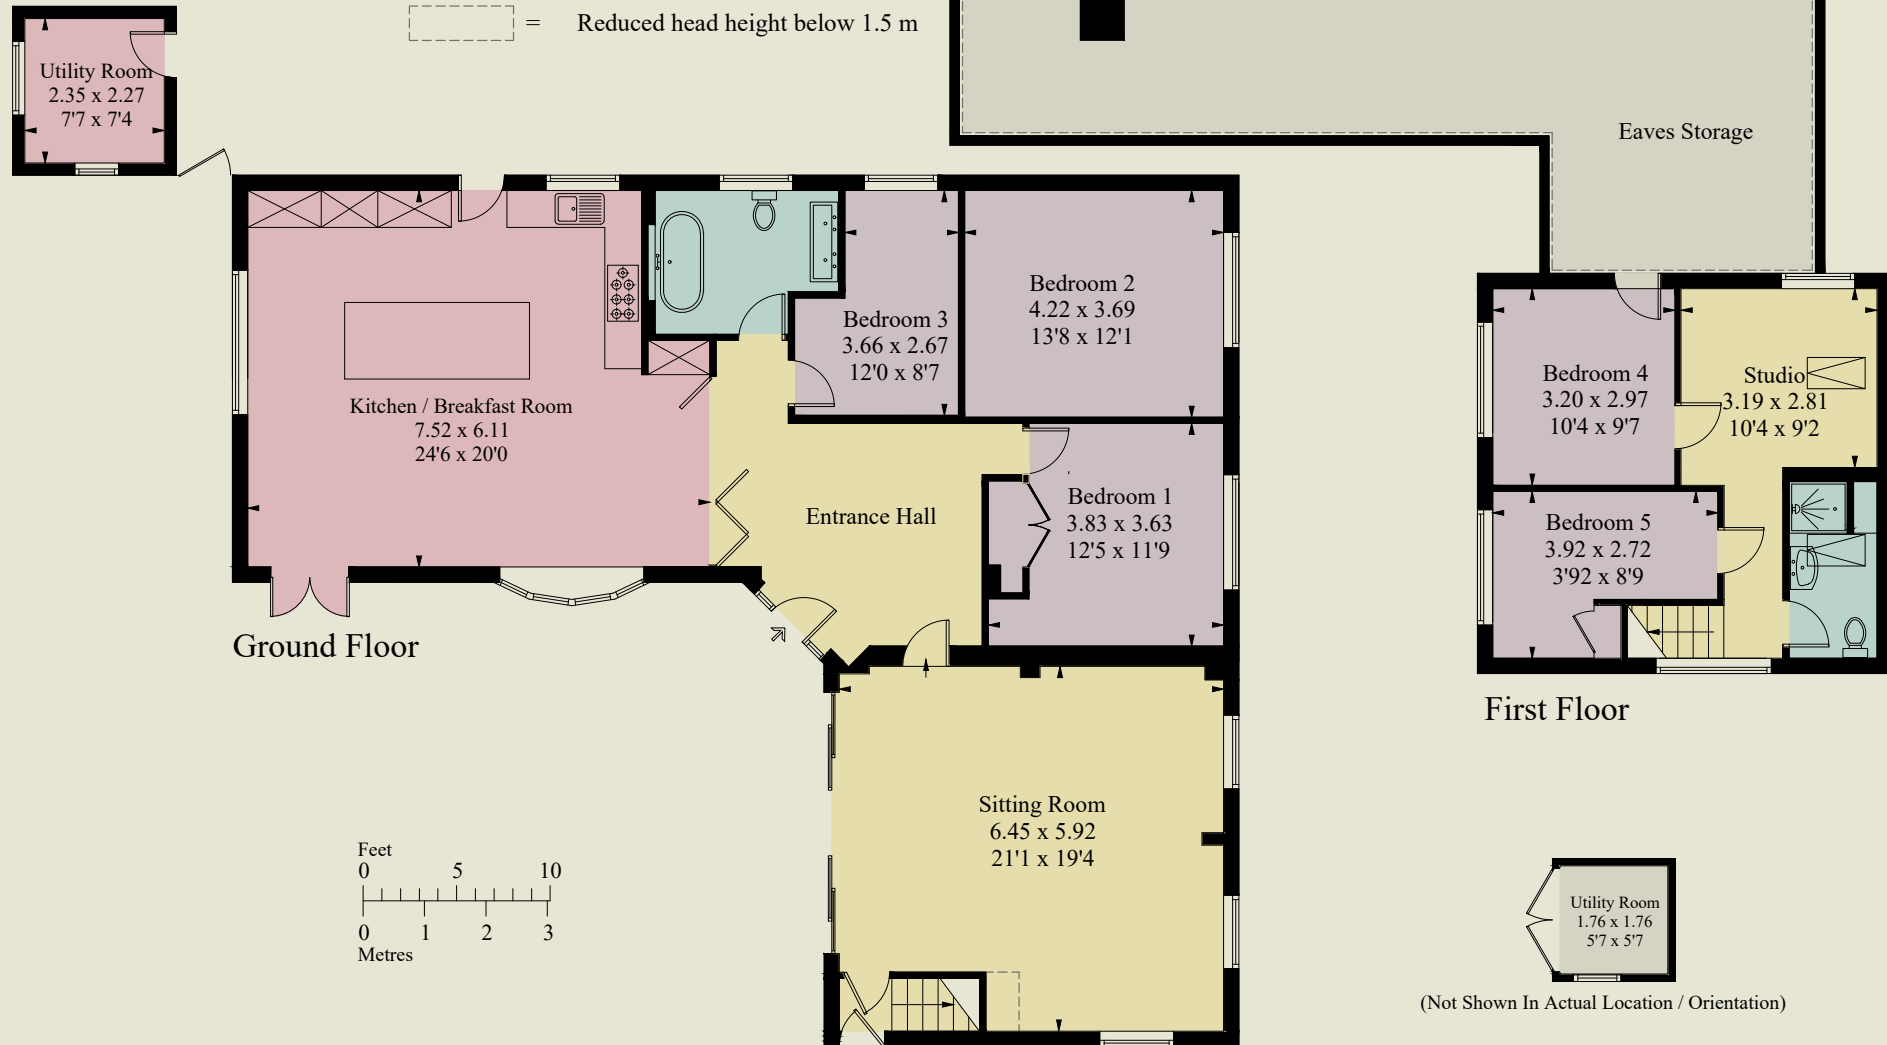 = Reduced head height below 1.5 m
Utility Room
2.35 x 2.27
7'7 x 7'4
Eaves Storage
Kitchen / Breakfast Room
7.52 x 6.11
24'6 x 20'0
Bedroom 3
3.66 x 2.67
12'0 x 8'7
Bedroom 2
4.22 x 3.69
13'8 x 12'1
Entrance Hall
Bedroom 1
3.83 x 3.63
12'5 x 11'9
Bedroom 4
3.20 x 2.97
10'4 x 9'7
Studio
3.19 x 2.81
10'4 x 9'2
Bedroom 5
3.92 x 2.72
3'92 x 8'9
Ground Floor
First Floor
Sitting Room
6.45 x 5.92
21'1 x 19'4
Feet
0 5 10
0 1 2 3
Metres
Utility Room
1.76 x 1.76
5'7 x 5'7
(Not Shown In Actual Location / Orientation)